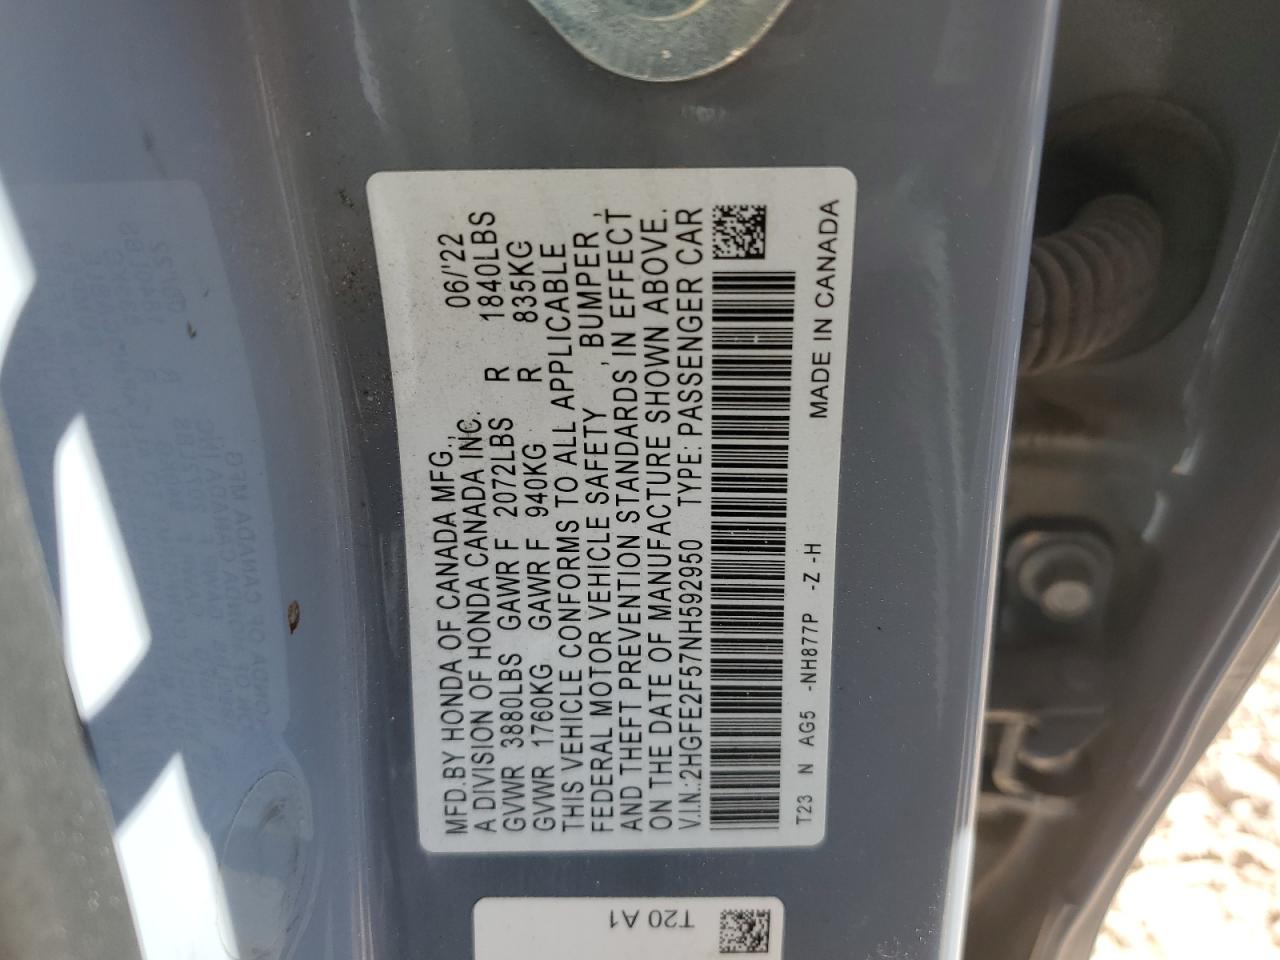 MFD.BY HONDA OF CANADA MFG., 06/'22
A DIVISION OF HONDA CANADA INC.
GVWR 3880LBS GAWR F 2072LBS R 1840LBS
GVWR 1760KG GAWR F 940KG R 835KG
THIS VEHICLE CONFORMS TO ALL APPLICABLE
FEDERAL MOTOR VEHICLE SAFETY , BUMPER ,
AND THEFT PREVENTION STANDARDS IN EFFECT
ON THE DATE OF MANUFACTURE SHOWN ABOVE.
V.I.N.:2HGFE2F57NH592950 TYPE: PASSENGER CAR
T23 N AG5 -NH877P -Z -H
MADE IN CANADA
T20 A1